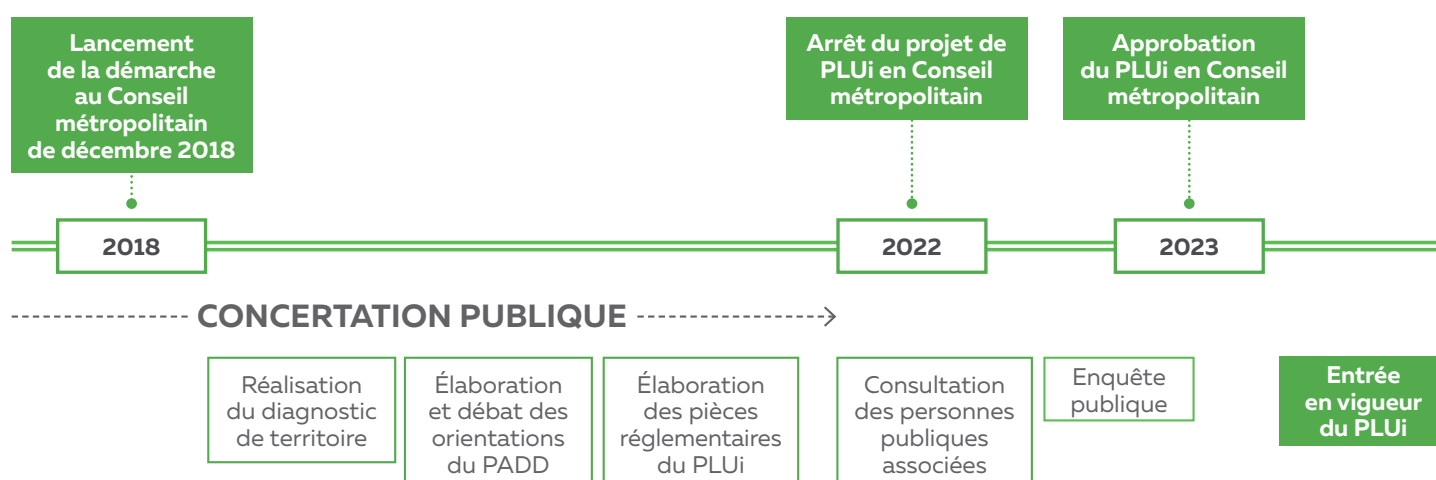 Lancement
de la démarche
au Conseil
métropolitain
de décembre 2018
Arrêt du projet de
PLUi en Conseil
métropolitain
Approbation
du PLUi en Conseil
métropolitain
2018
2022
2023
CONCERTATION PUBLIQUE
Réalisation
du diagnostic
de territoire
Élaboration
et débat des
orientations
du PADD
Élaboration
des pièces
réglementaires
du PLUi
Consultation
des personnes
publiques
associées
Enquête
publique
Entrée
en vigueur
du PLUi